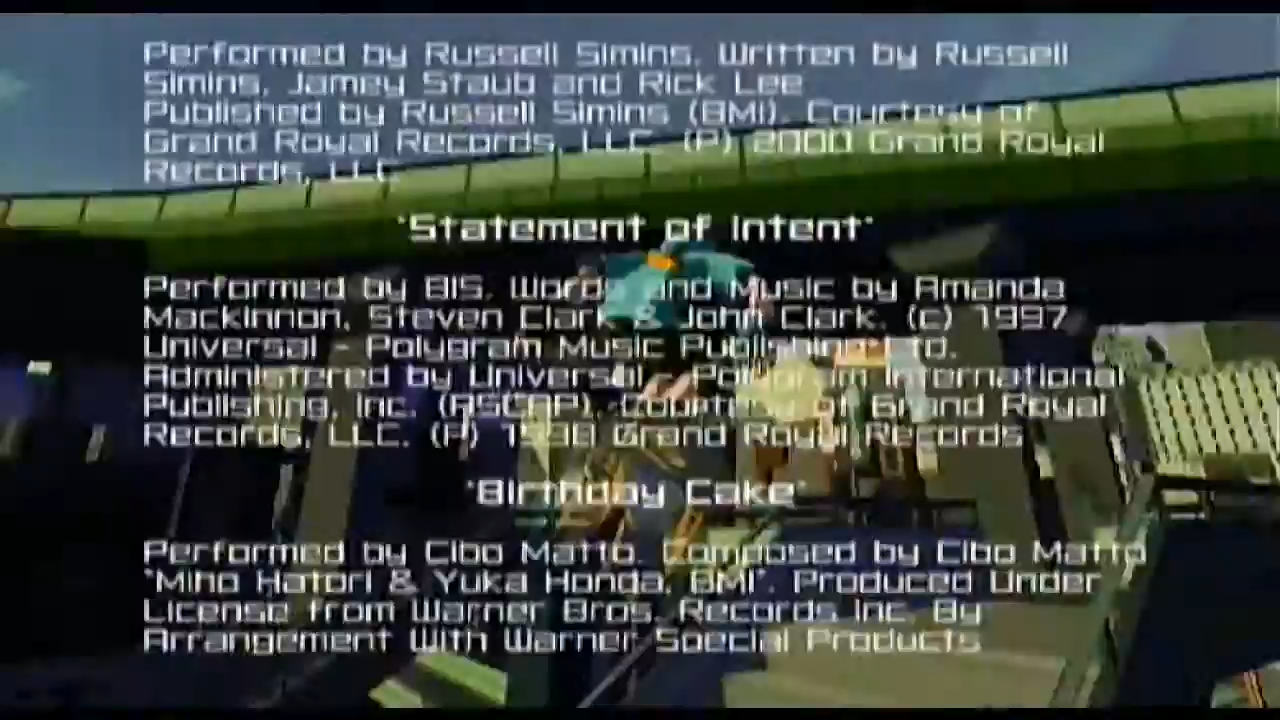 Performed by Russell Simins. Written by Russell
Simins, Jamey Staub and Rick Lee
Published by Russell Simins (BMI). Courtesy of
Grand Royal Records, LLC. (P) 2000 Grand Royal
Records, LLC.
"Statement of Intent"
Performed by BIS. Words and Music by Amanda
Mackinnon, Steven Clark & John Clark. (c) 1997
Universal - Polygram Music Publishing Ltd.
Administered by Universal - Polygram International
Publishing, Inc. (ASCAP). Courtesy of Grand Royal
Records, LLC. (P) 1998 Grand Royal Records
"Birthday Cake"
Performed by Cibo Matto. Composed by Cibo Matto
"Miho Hatori & Yuka Honda, BMI". Produced Under
License from Warner Bros. Records Inc. By
Arrangement With Warner Special Products